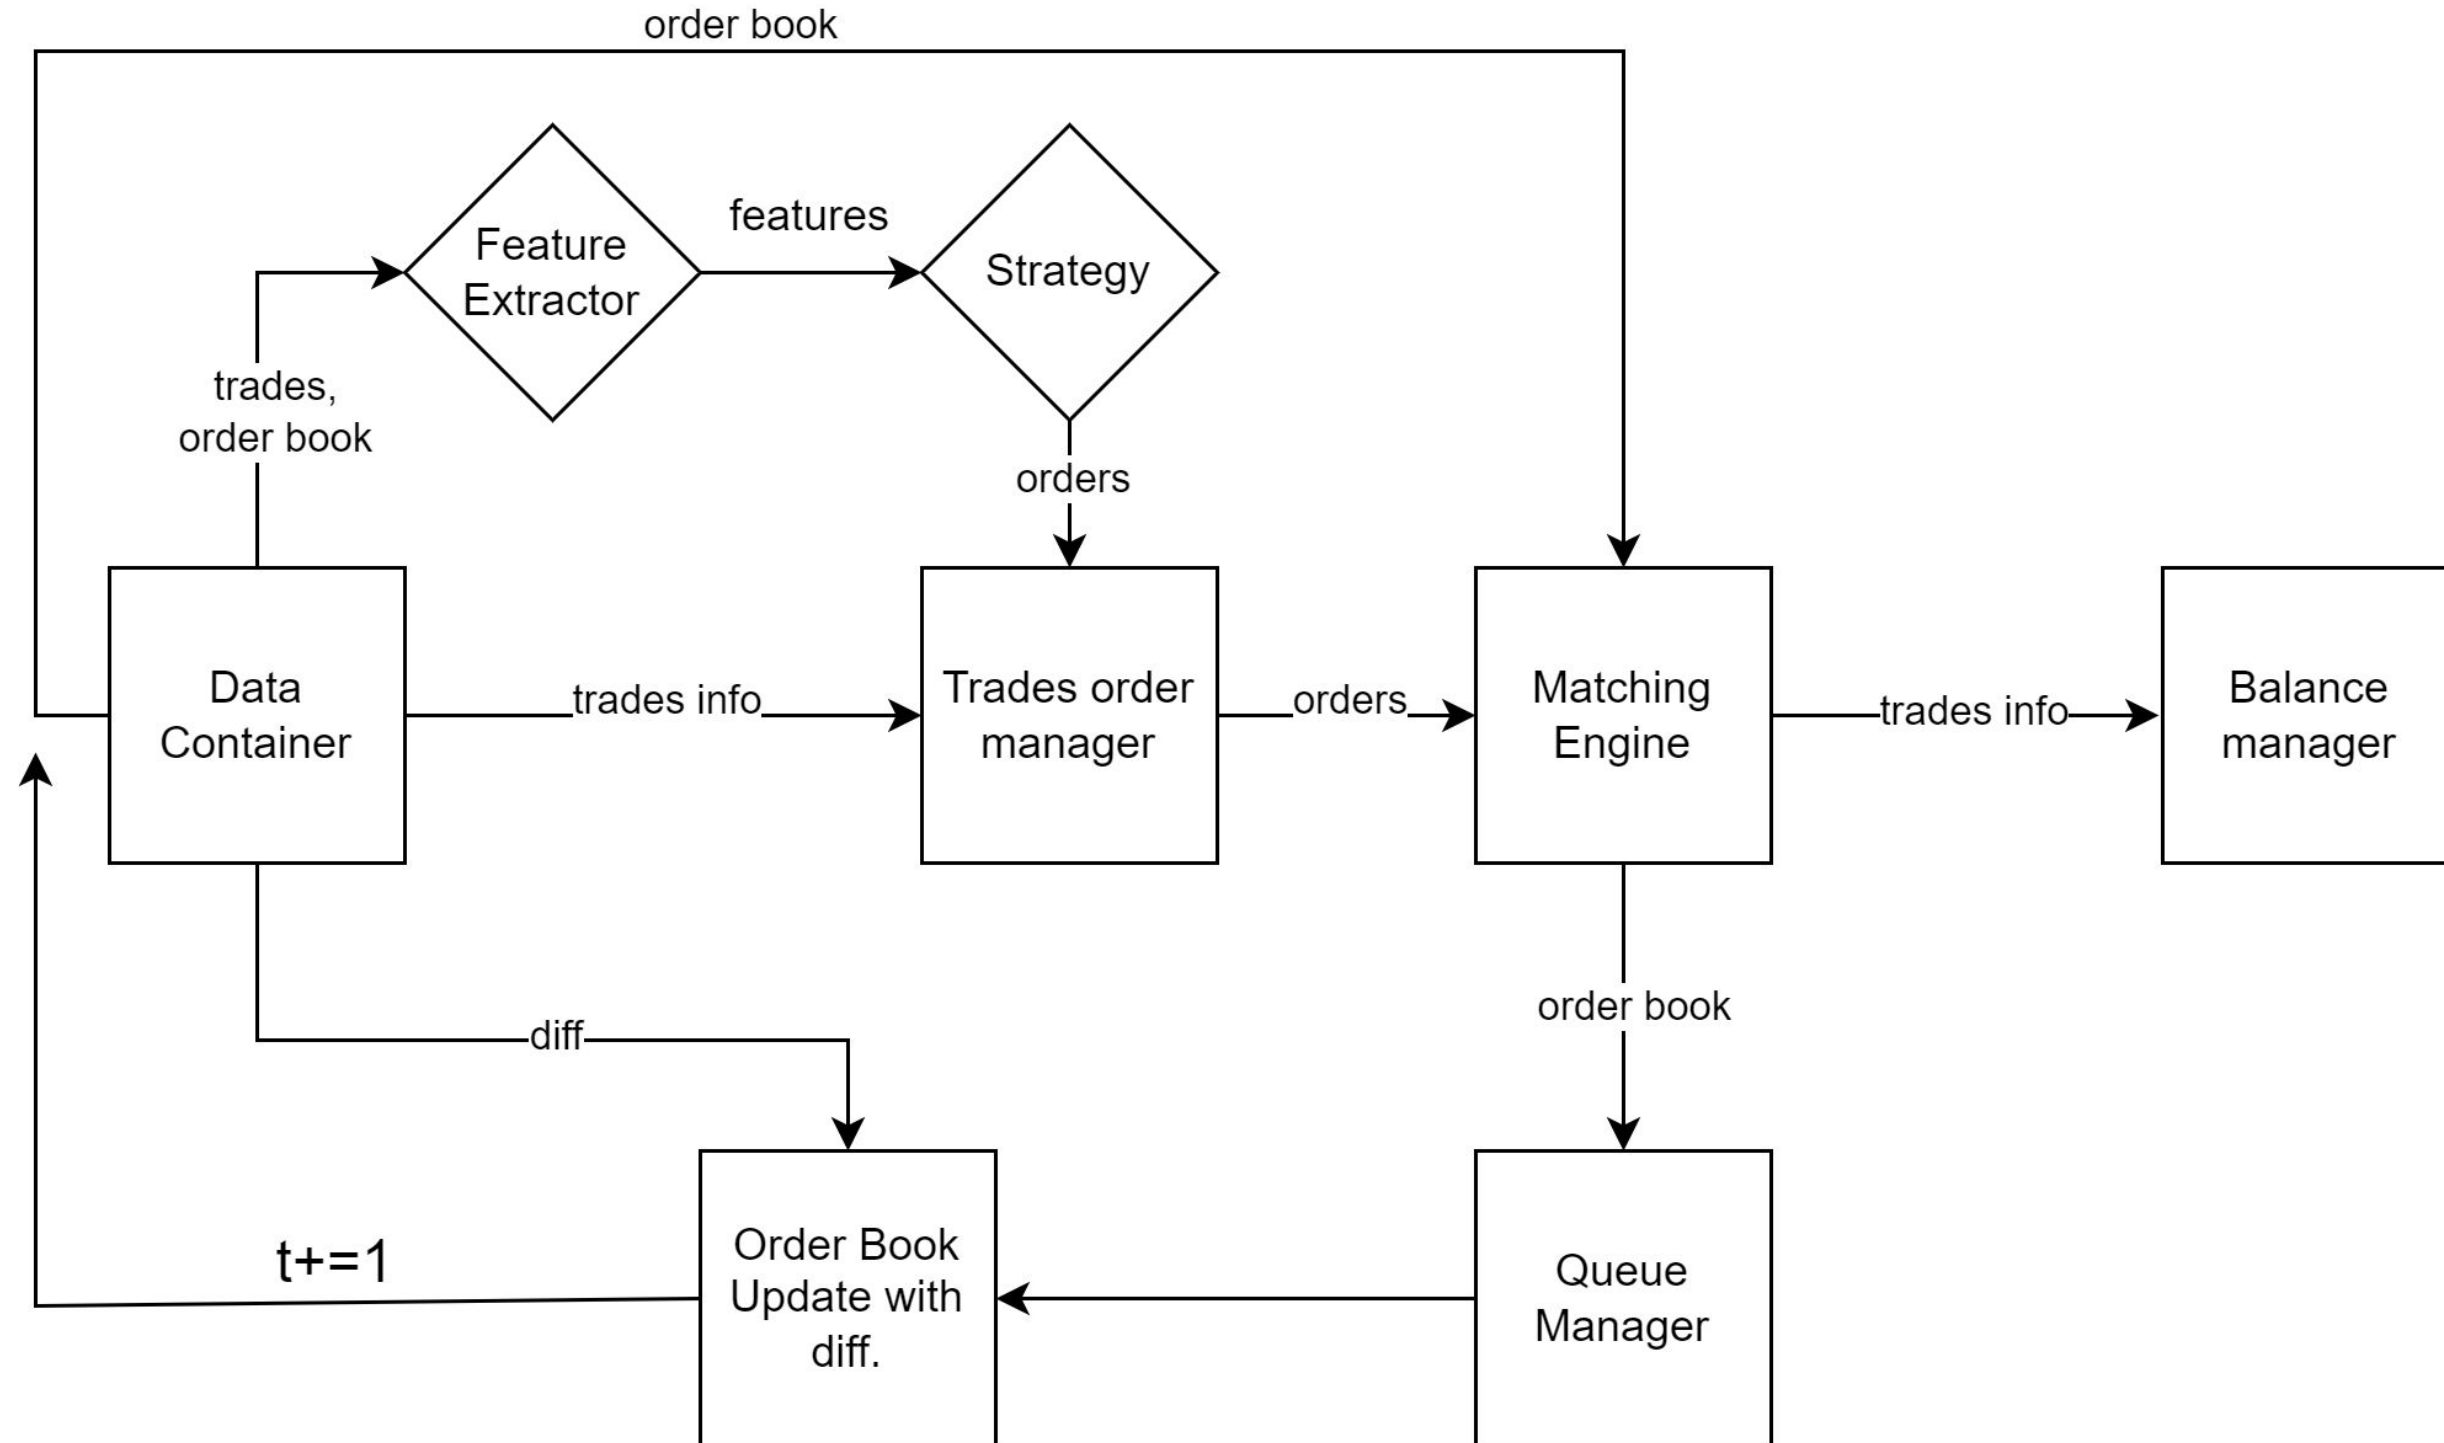 order book
Feature
Extractor
features
Strategy
trades,
order book
orders
Data
Container
trades info
Trades order
manager
orders
Matching
Engine
trades info
Balance
manager
diff
order book
t+=1
Order Book
Update with
diff.
Queue
Manager